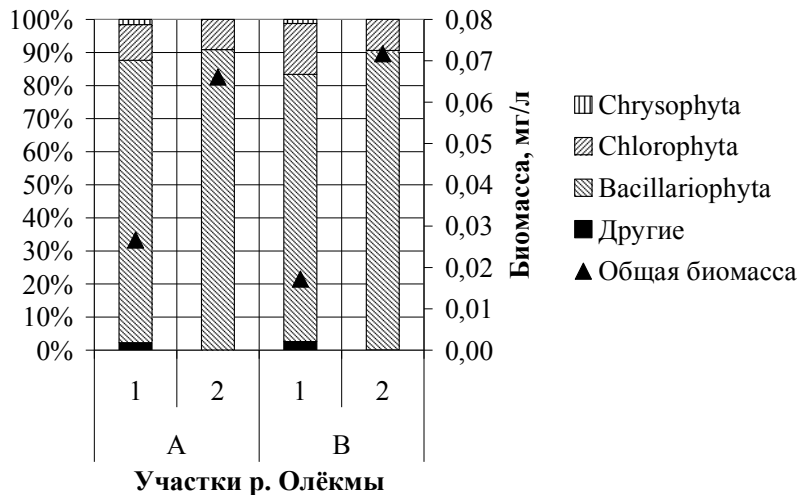 100%
90%
80%
70%
60%
50%
40%
30%
20%
10%
0%
0,08
0,07
0,06
0,05
0,04
0,03
0,02
0,01
0,00
Биомасса, мг/л
1 2 1 2
А В
Участки р. Олёкмы
Chrysophyta
Chlorophyta
Bacillariophyta
Другие
Общая биомасса